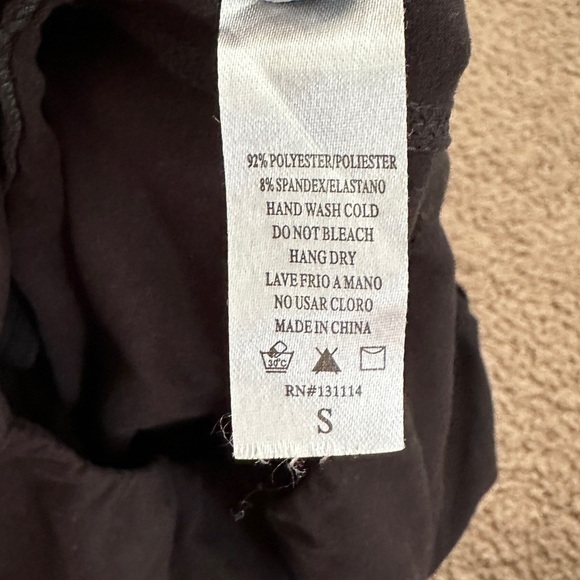 92% POLYESTER/POLIESTER
8% SPANDEX/ELASTANO
HAND WASH COLD
DO NOT BLEACH
HANG DRY
LAVE FRIO A MANO
NO USAR CLORO
MADE IN CHINA
30°C
RN#131114
S